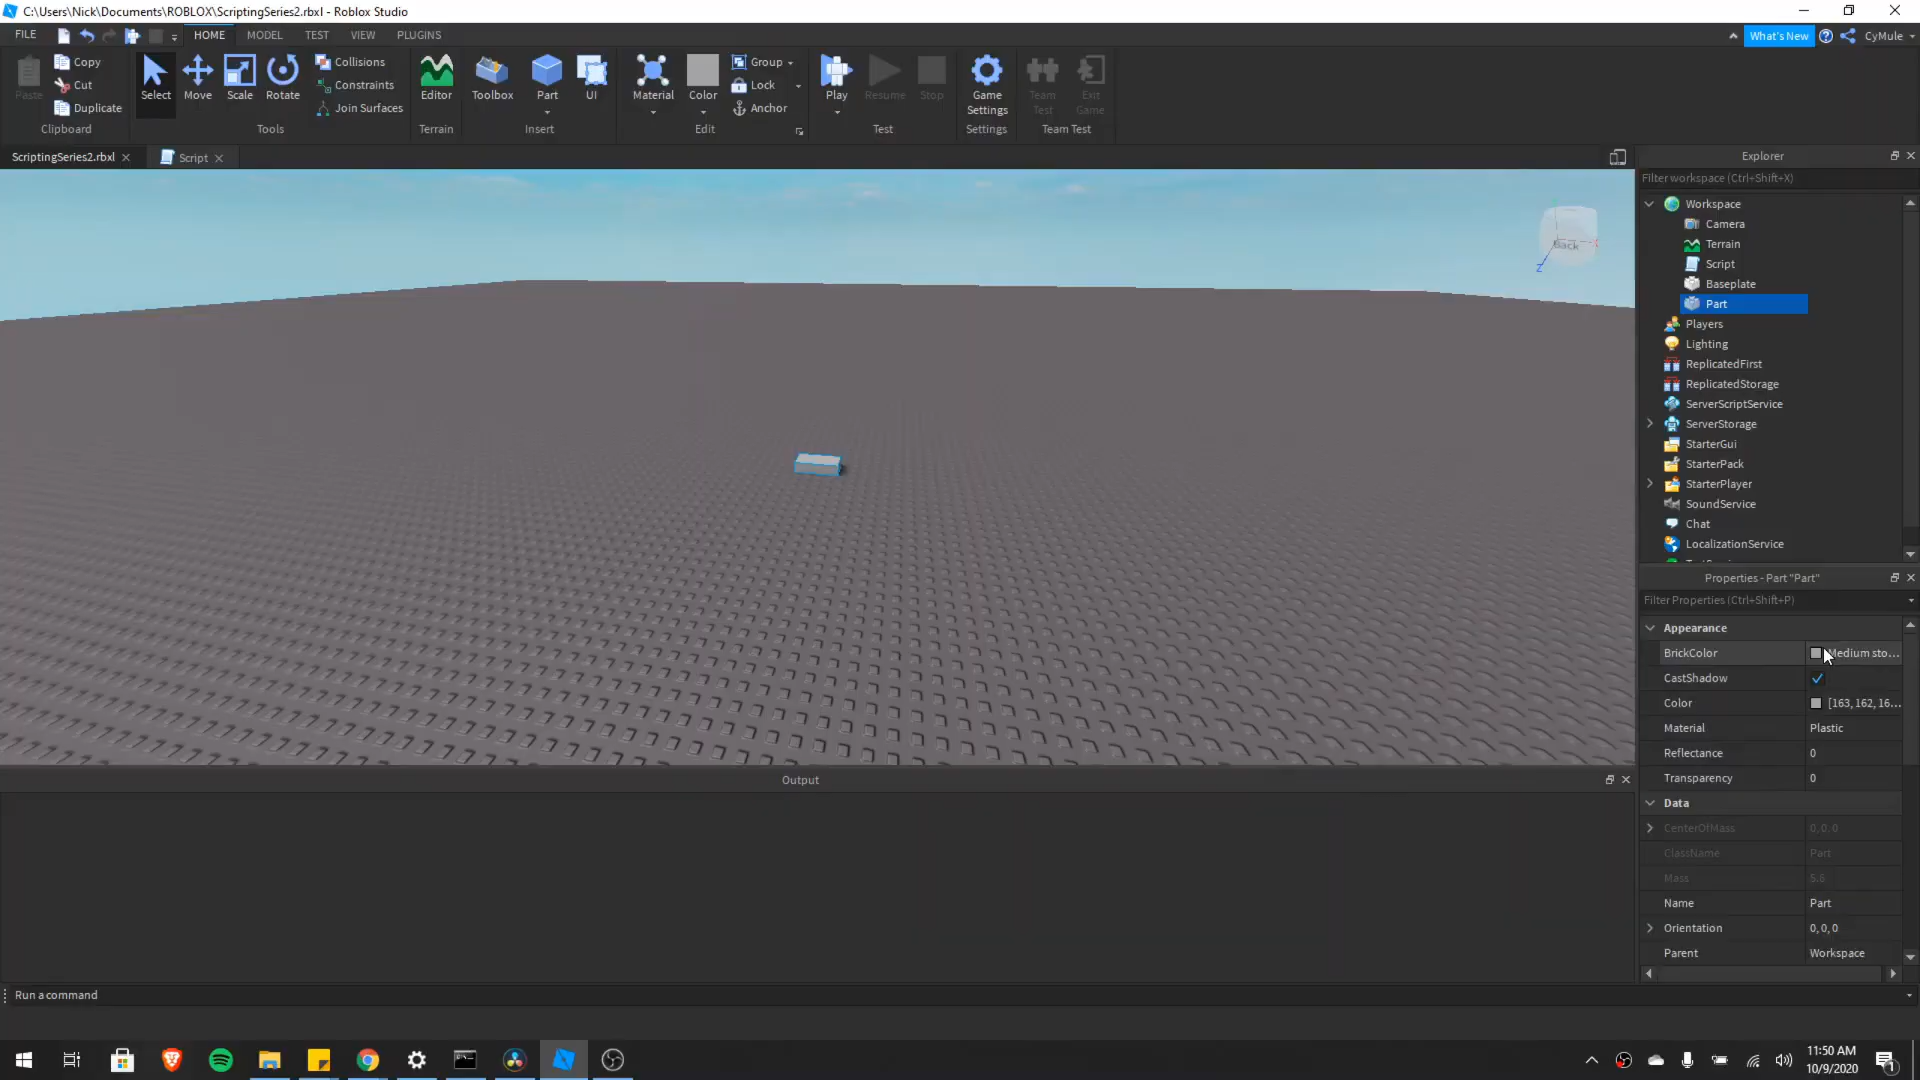 C:\Users\Nick\Documents\ROBLOX\ScriptingSeries2.rbxl - Roblox Studio
FILE HOME MODEL TEST VIEW PLUGINS What's New CyMule
Paste Copy Cut Duplicate
Select Move Scale Rotate
Collisions
Constraints
Join Surfaces
Editor Toolbox Part UI
Material Color
Group
Lock
Anchor
Play Resume Stop
Game Settings
Team Test
Exit Game
Clipboard Tools Terrain Insert Edit Test Settings Team Test
ScriptingSeries2.rbxl Script
Back
Z
Explorer
Filter workspace (Ctrl+Shift+X)
Workspace
Camera
Terrain
Script
Baseplate
Part
Players
Lighting
ReplicatedFirst
ReplicatedStorage
ServerScriptService
ServerStorage
StarterGui
StarterPack
StarterPlayer
SoundService
Chat
LocalizationService
Properties - Part "Part"
Filter Properties (Ctrl+Shift+P)
Appearance
BrickColor Medium sto...
CastShadow
Color [163, 162, 16...
Material Plastic
Reflectance 0
Transparency 0
Data
CenterOfMass 0, 0, 0
ClassName Part
Mass 5.6
Name Part
Orientation 0, 0, 0
Parent Workspace
Output
Run a command
11:50 AM
10/9/2020
1